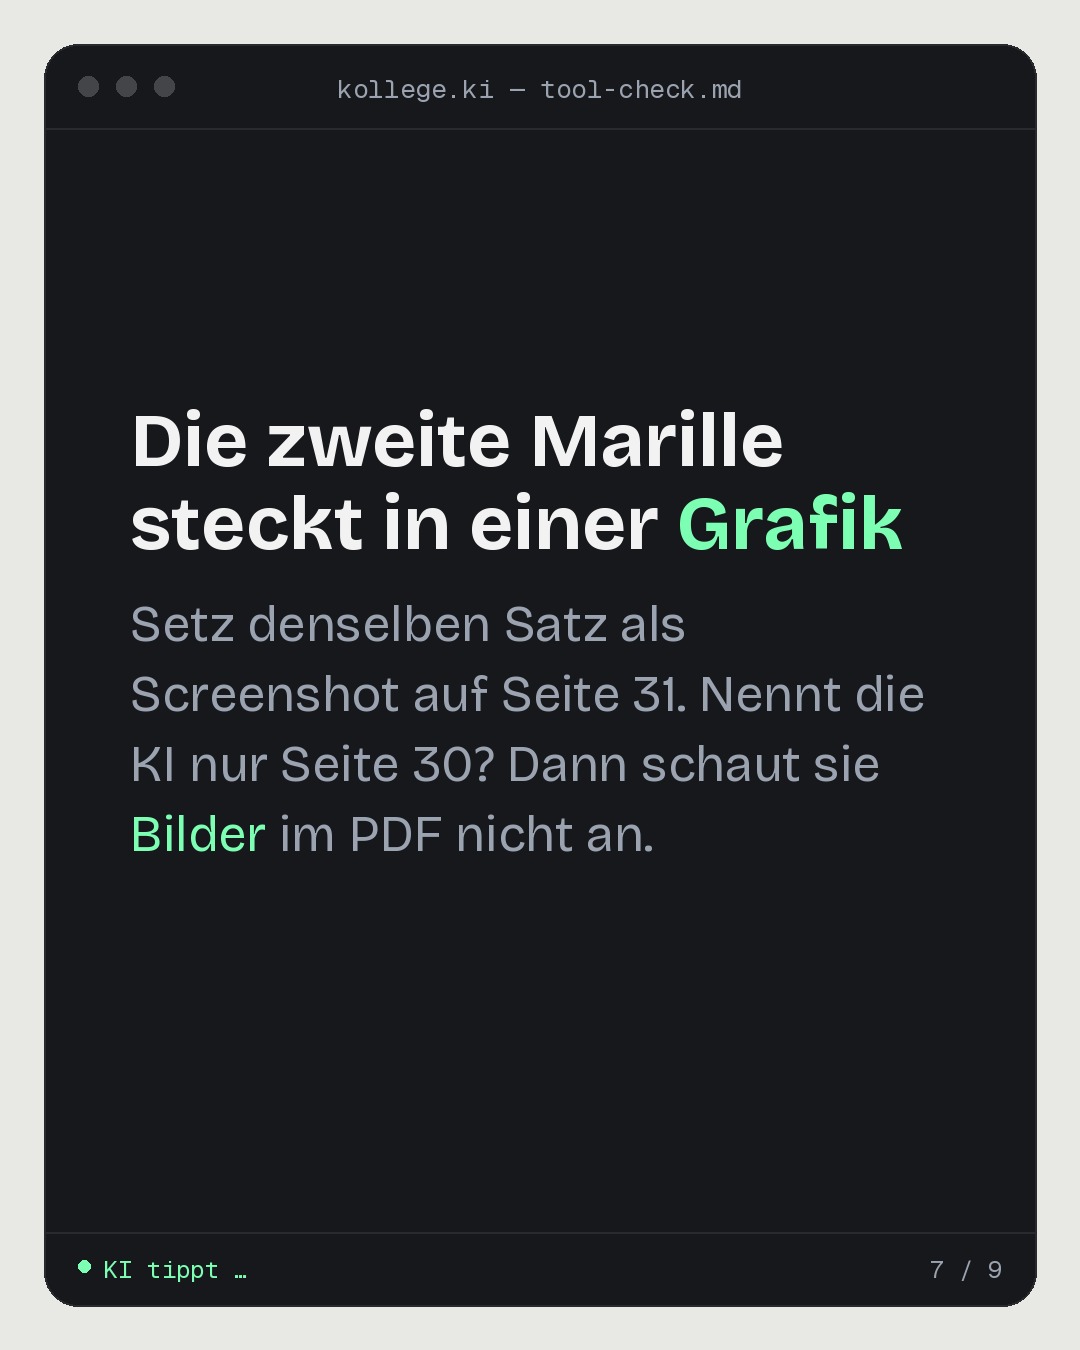 kollege.ki — tool-check.md
Die zweite Marille
steckt in einer Grafik
Setz denselben Satz als
Screenshot auf Seite 31. Nennt die
KI nur Seite 30? Dann schaut sie
Bilder im PDF nicht an.
KI tippt …
7 / 9